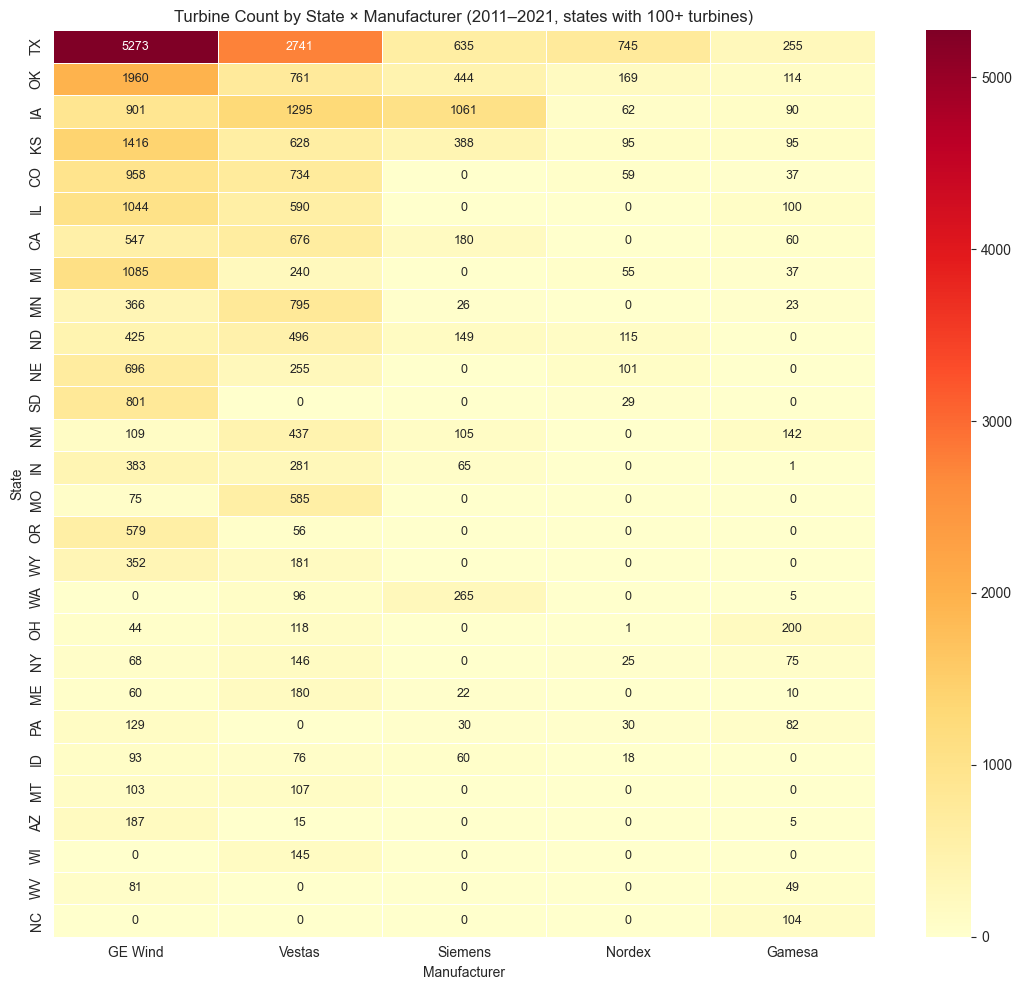 Turbine Count by State × Manufacturer (2011–2021, states with 100+ turbines)
TX 5273 2741 635 745 255
OK 1960 761 444 169 114
IA 901 1295 1061 62 90
KS 1416 628 388 95 95
CO 958 734 0 59 37
IL 1044 590 0 0 100
CA 547 676 180 0 60
MI 1085 240 0 55 37
MN 366 795 26 0 23
ND 425 496 149 115 0
NE 696 255 0 101 0
SD 801 0 0 29 0
NM 109 437 105 0 142
IN 383 281 65 0 1
MO 75 585 0 0 0
OR 579 56 0 0 0
WY 352 181 0 0 0
WA 0 96 265 0 5
OH 44 118 0 1 200
NY 68 146 0 25 75
ME 60 180 22 0 10
PA 129 0 30 30 82
ID 93 76 60 18 0
MT 103 107 0 0 0
AZ 187 15 0 0 5
WI 0 145 0 0 0
WV 81 0 0 0 49
NC 0 0 0 0 104
GE Wind Vestas Siemens Nordex Gamesa
Manufacturer
State
5000
4000
3000
2000
1000
0